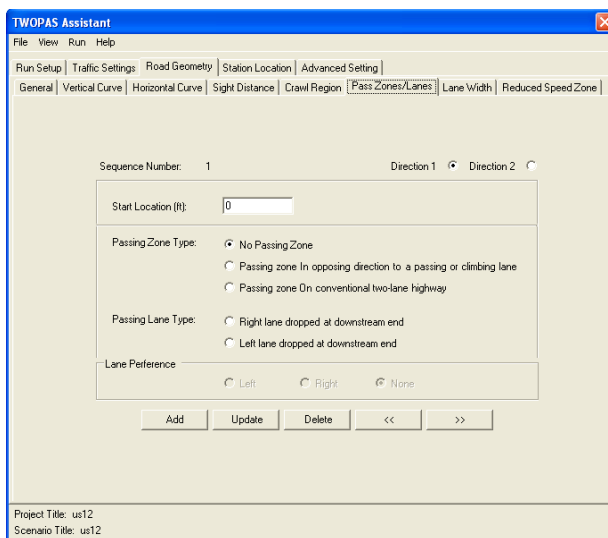 TWOPAS Assistant
File View Run Help
Run Setup Traffic Settings Road Geometry Station Location Advanced Setting
General Vertical Curve Horizontal Curve Sight Distance Crawl Region Pass Zones/Lanes Lane Width Reduced Speed Zone
Sequence Number: 1 Direction 1 Direction 2
Start Location (ft): 0
Passing Zone Type: No Passing Zone
Passing zone In opposing direction to a passing or climbing lane
Passing zone On conventional two-lane highway
Passing Lane Type: Right lane dropped at downstream end
Left lane dropped at downstream end
Lane Perference
Left Right None
Add Update Delete << >>
Project Title: us12
Scenario Title: us12